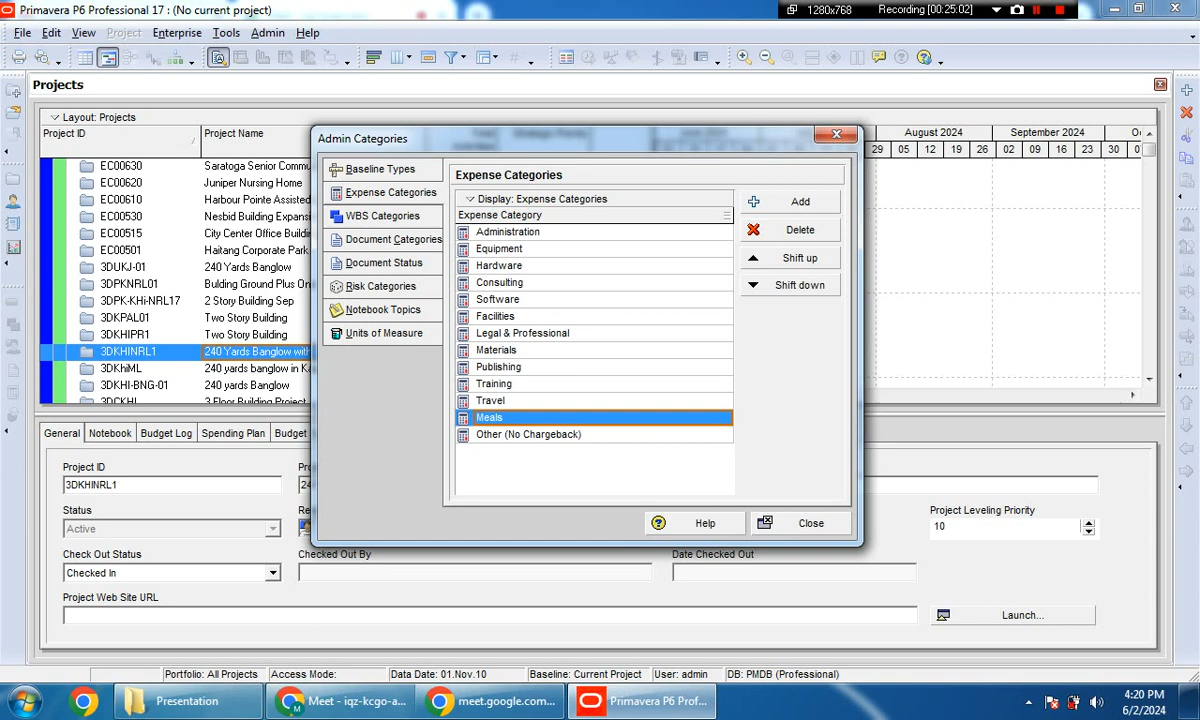 Primavera P6 Professional 17 : (No current project)
1280x768
Recording [00:25:02]
File Edit View Project Enterprise Tools Admin Help
Projects
Layout: Projects
Project ID Project Name
August 2024 September 2024
29 05 12 19 26 02 09 16 23 30
EC00630 Saratoga Senior Commu
EC00620 Juniper Nursing Home
EC00610 Harbour Pointe Assisted
EC00530 Nesbid Building Expans
EC00515 City Center Office Buildin
EC00501 Haitang Corporate Park
3DUKJ-01 240 Yards Banglow
3DPKNRL01 Bulding Ground Plus On
3DPK-KHi-NRL17 2 Story Building Sep
3DKPAL01 Two Story Building
3DKHIPR1 Two Story Building
3DKHINRL1 240 Yards Banglow with
3DKhiML 240 yards banglow in Ka
3DKHI-BNG-01 240 yards Banglow
3DCKHI 3 Floor Building Project
Admin Categories
Baseline Types
Expense Categories
WBS Categories
Document Categories
Document Status
Risk Categories
Notebook Topics
Units of Measure
Expense Categories
Display: Expense Categories
Expense Category
Administration
Equipment
Hardware
Consulting
Software
Facilities
Legal & Professional
Materials
Publishing
Training
Travel
Meals
Other (No Chargeback)
Add
Delete
Shift up
Shift down
Help Close
General Notebook Budget Log Spending Plan Budget
Project ID
3DKHINRL1
Status
Active
Project Leveling Priority
10
Check Out Status Checked Out By Date Checked Out
Checked In
Project Web Site URL
Launch...
Portfolio: All Projects Access Mode: Data Date: 01.Nov.10 Baseline: Current Project User: admin DB: PMDB (Professional)
Presentation Meet - iqz-kcgo-a... meet.google.com... Primavera P6 Prof...
4:20 PM
6/2/2024